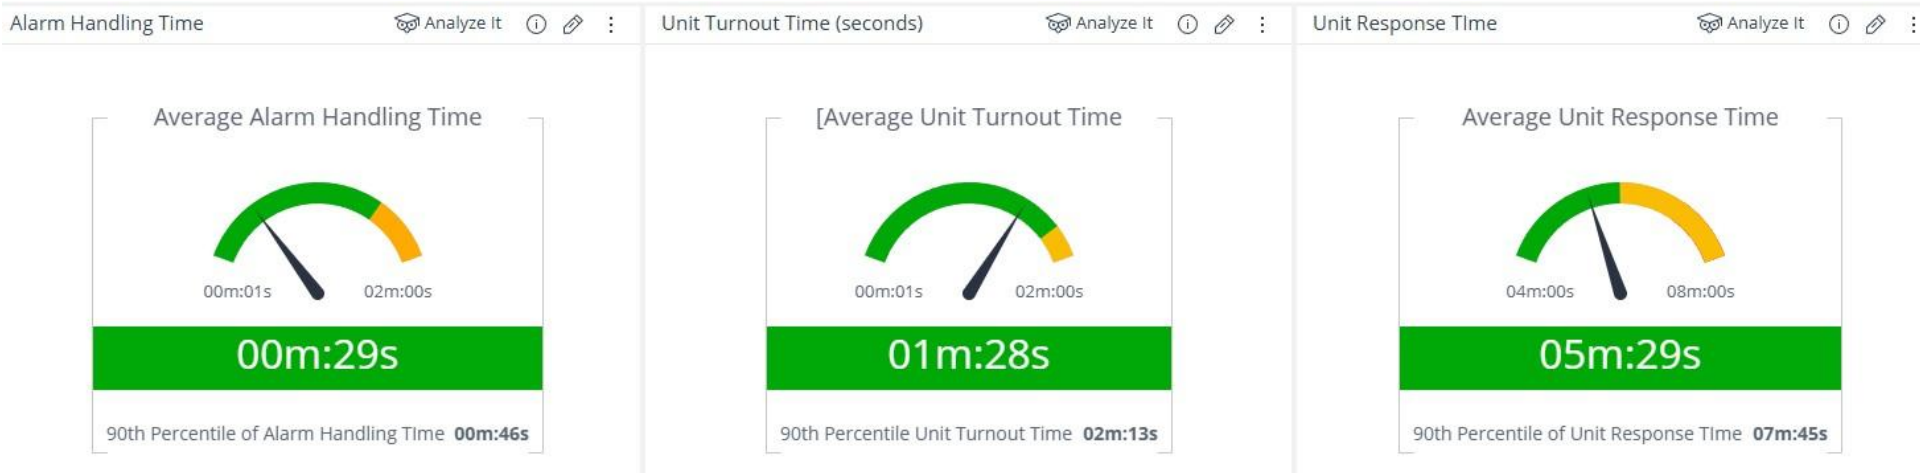 Alarm Handling Time
Analyze It
Average Alarm Handling Time
00m:01s
02m:00s
00m:29s
90th Percentile of Alarm Handling TIme 00m:46s
Unit Turnout Time (seconds)
Analyze It
[Average Unit Turnout Time
00m:01s
02m:00s
01m:28s
90th Percentile Unit Turnout Time 02m:13s
Unit Response TIme
Analyze It
Average Unit Response Time
04m:00s
08m:00s
05m:29s
90th Percentile of Unit Response TIme 07m:45s